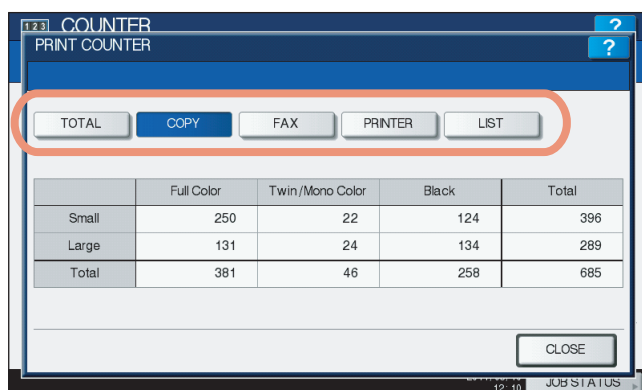 123 COUNTER ?
PRINT COUNTER ?
TOTAL COPY FAX PRINTER LIST
Full Color Twin/Mono Color Black Total
Small 250 22 124 396
Large 131 24 134 289
Total 381 46 258 685
CLOSE
12:10 JOB STATUS